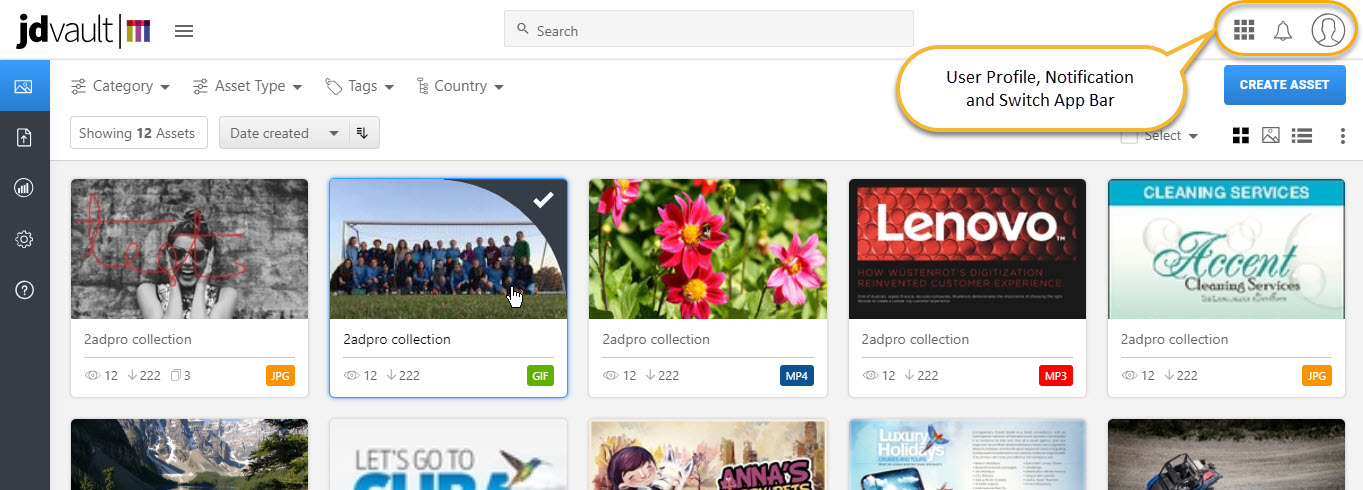 jdvault
Search
User Profile, Notification
and Switch App Bar
Category
Asset Type
Tags
Country
CREATE ASSET
Showing 12 Assets
Date created
Select
text
Lenovo™
HOW WÜSTENROT'S DIGITIZATION
REINVENTED CUSTOMER EXPERIENCE
CLEANING SERVICES
Accent
Cleaning Services
2adpro collection
2adpro collection
2adpro collection
2adpro collection
2adpro collection
12 222 3 JPG
12 222 GIF
12 222 MP4
12 222 MP3
12 222 JPG
LET'S GO TO
CUBA
ANNA'S
Luxury
Holidays